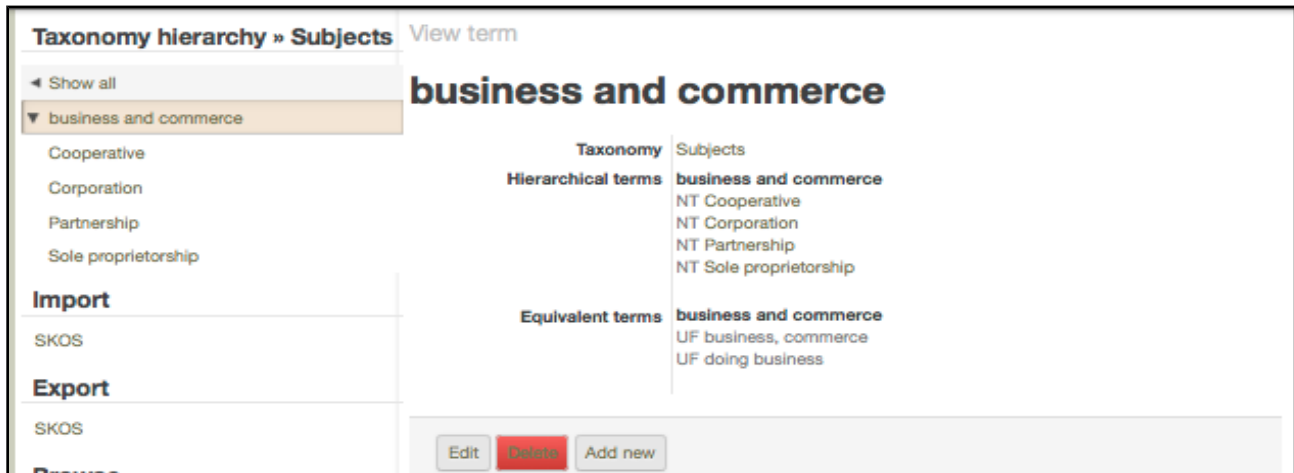 Taxonomy hierarchy » Subjects
◄ Show all
▼ business and commerce
Cooperative
Corporation
Partnership
Sole proprietorship
Import
SKOS
Export
SKOS
Browse
View term
business and commerce
Taxonomy Subjects
Hierarchical terms business and commerce
NT Cooperative
NT Corporation
NT Partnership
NT Sole proprietorship
Equivalent terms business and commerce
UF business, commerce
UF doing business
Edit Delete Add new